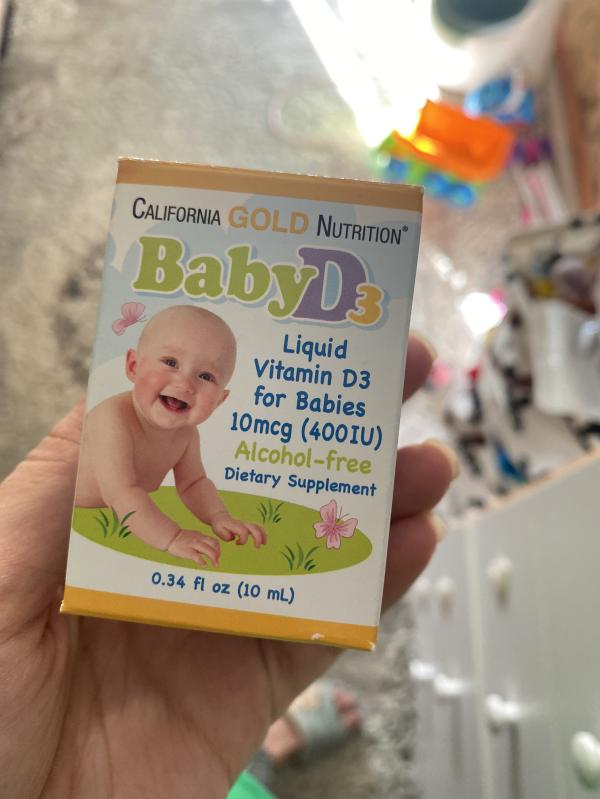 CALIFORNIA GOLD NUTRITION®
BabyD3
Liquid
Vitamin D3
for Babies
10mcg (400IU)
Alcohol-free
Dietary Supplement
0.34 fl oz (10 mL)